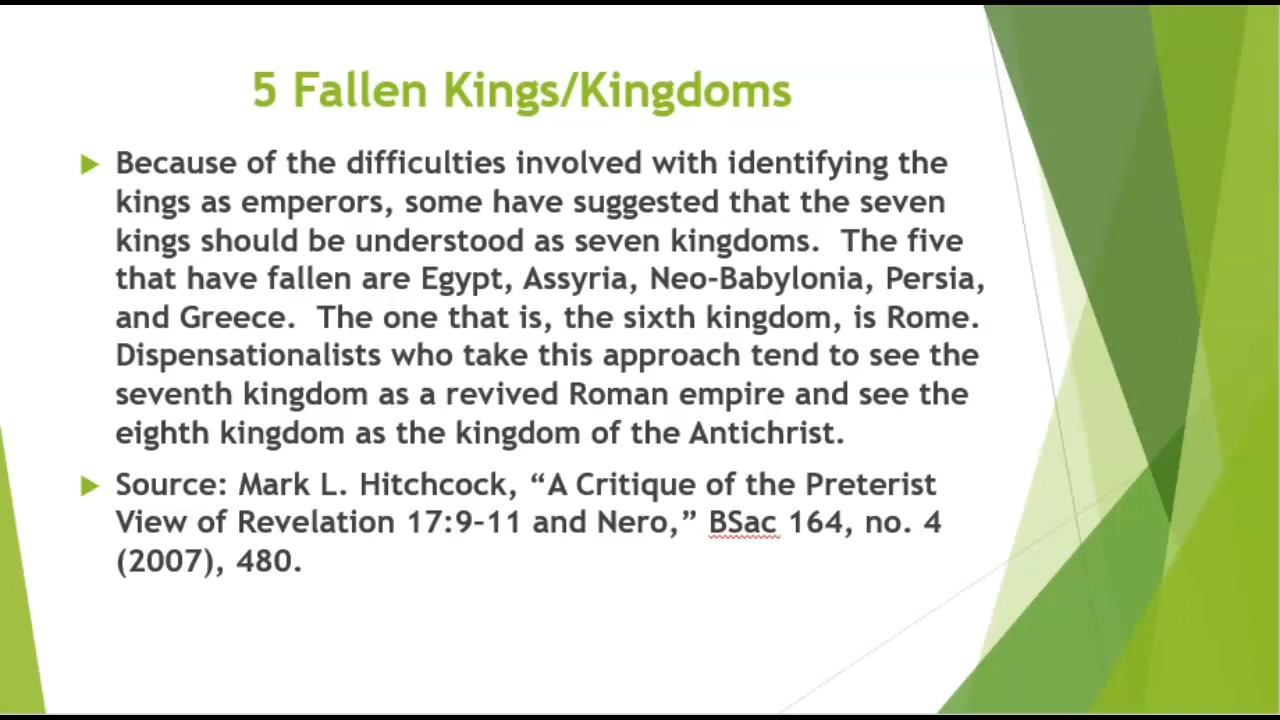 5 Fallen Kings/Kingdoms
Because of the difficulties involved with identifying the
kings as emperors, some have suggested that the seven
kings should be understood as seven kingdoms.  The five
that have fallen are Egypt, Assyria, Neo-Babylonia, Persia,
and Greece.  The one that is, the sixth kingdom, is Rome.
Dispensationalists who take this approach tend to see the
seventh kingdom as a revived Roman empire and see the
eighth kingdom as the kingdom of the Antichrist.
Source: Mark L. Hitchcock, “A Critique of the Preterist
View of Revelation 17:9–11 and Nero,” BSac 164, no. 4
(2007), 480.